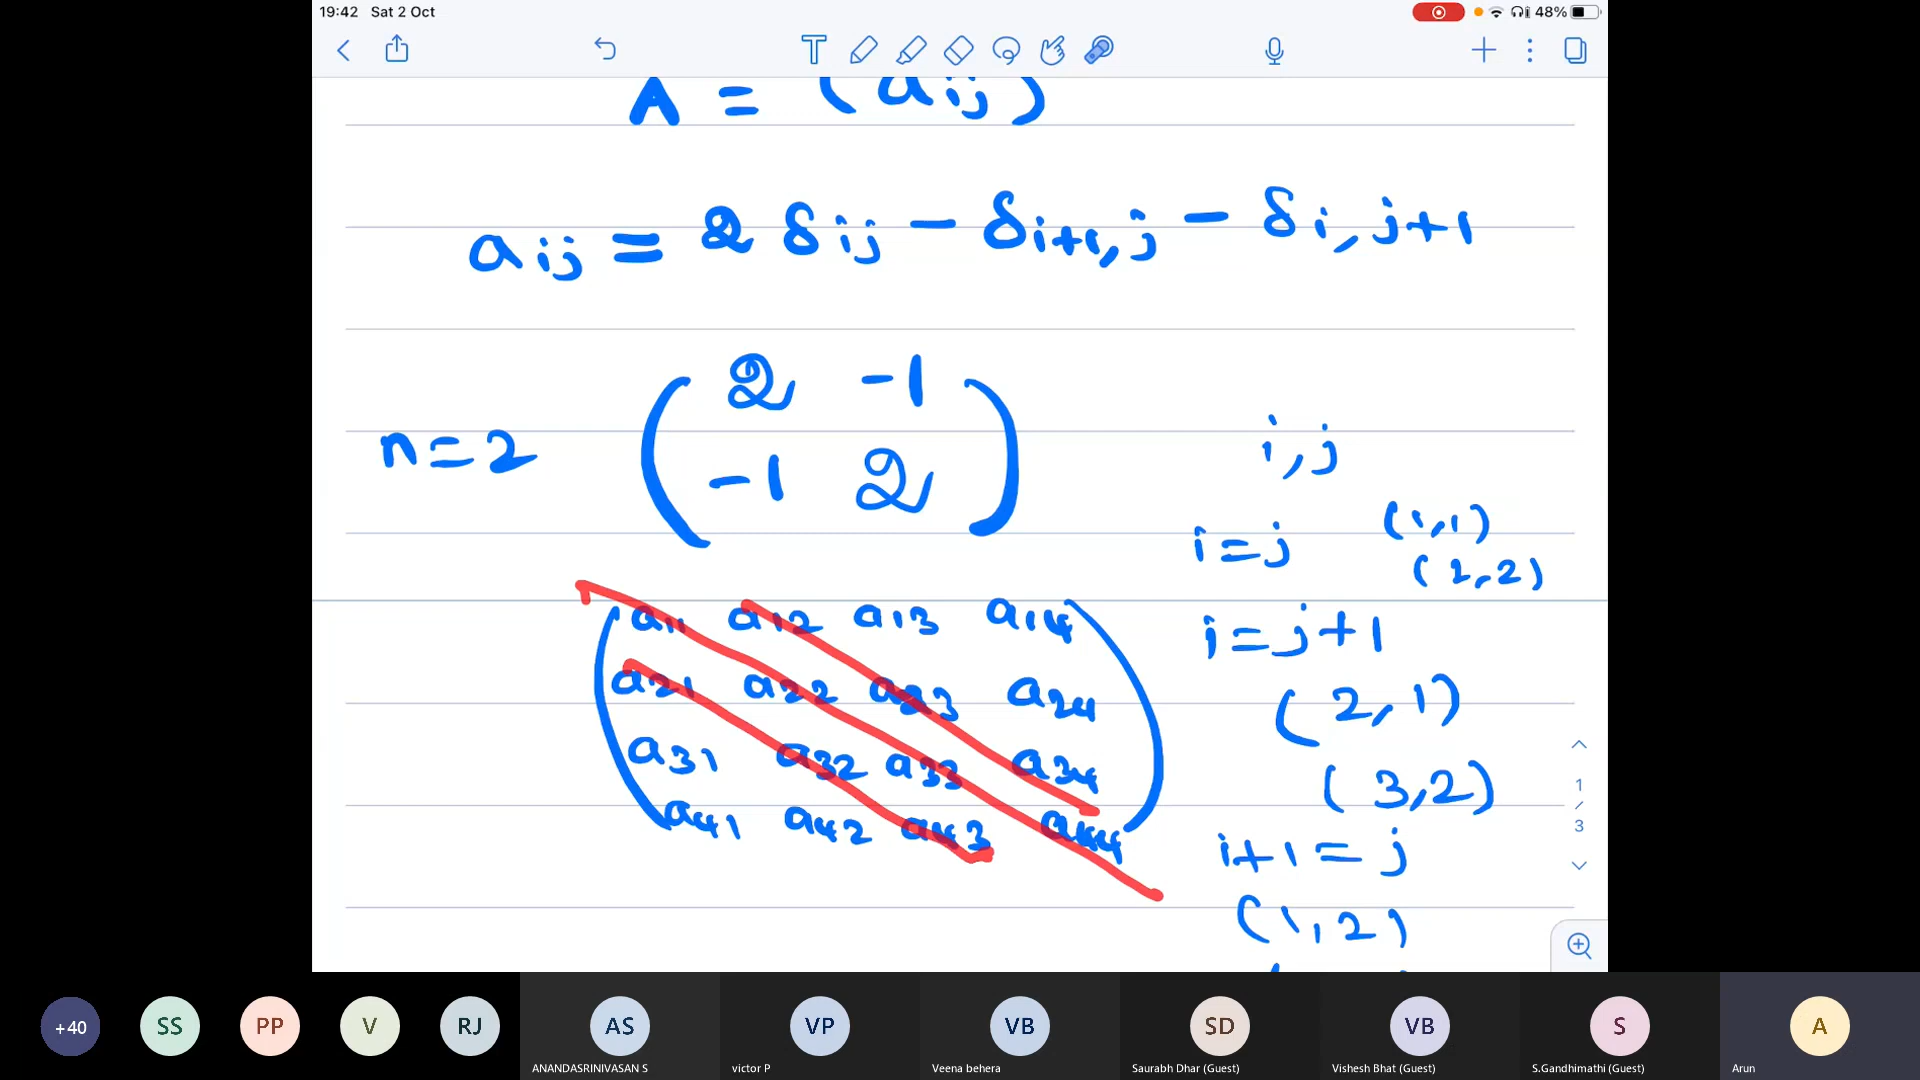 19:42 Sat 2 Oct 48%
A = (aij)
aij = 2 δij − δi+1,j − δi,j+1
n=2
2 -1
-1 2
i,j
i=j (1,1)
(2,2)
i=j+1
(2,1)
(3,2)
i+1=j
(1,2)
a11 a12 a13 a14
a21 a22 a23 a24
a31 a32 a33 a34
a41 a42 a43 a44
1
3
+40 SS PP V RJ AS VP VB SD VB S A
ANANDASRINIVASAN S victor P Veena behera Saurabh Dhar (Guest) Vishesh Bhat (Guest) S.Gandhimathi (Guest) Arun